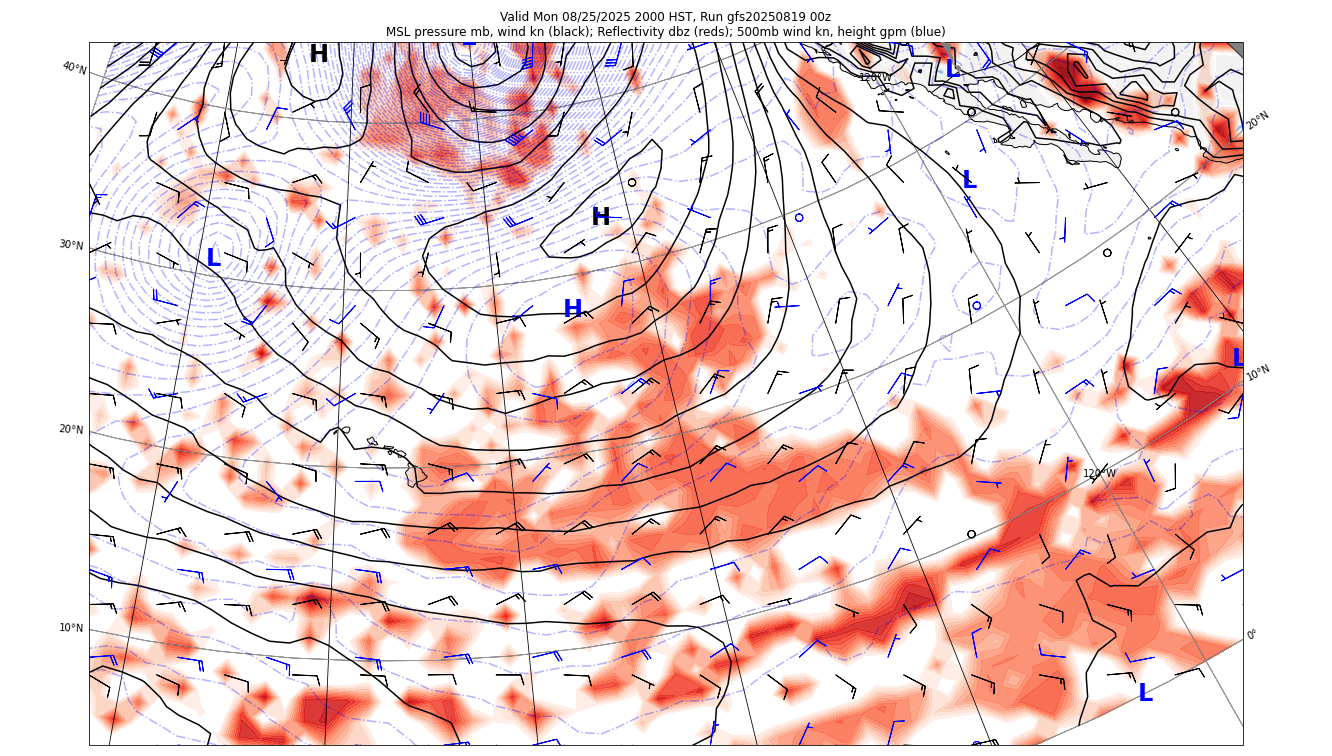 Valid Mon 08/25/2025 2000 HST, Run gfs20250819 00z
MSL pressure mb, wind kn (black); Reflectivity dbz (reds); 500mb wind kn, height gpm (blue)
H
L
40°N
120°W
20°N
L
H
30°N
L
H
L
10°N
20°N
120°W
10°N
0°
L